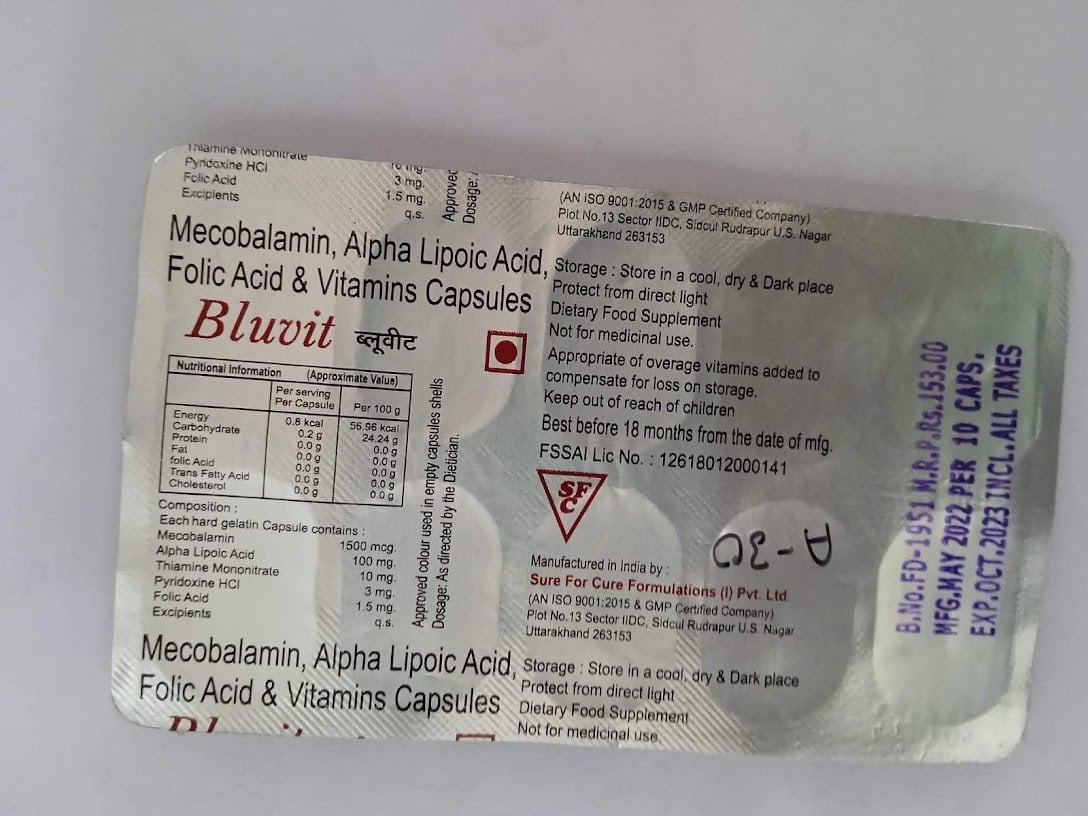 Thiamine Mononitrate 10 mg.
Pyridoxine HCl 3 mg.
Folic Acid 1.5 mg.
Excipients q.s.
Approved
Dosage:
Mecobalamin, Alpha Lipoic Acid,
Folic Acid & Vitamins Capsules
Bluvit ब्लूवीट
Nutritional Information (Approximate Value)
Per serving
Per Capsule Per 100 g
Energy 0.8 kcal 56.96 kcal
Carbohydrate 0.2 g 24.24 g
Protein 0.0 g 0.0 g
Fat 0.0 g 0.0 g
folic Acid 0.0 g 0.0 g
Trans Fatty Acid 0.0 g 0.0 g
Cholesterol 0.0 g 0.0 g
Composition :
Each hard gelatin Capsule contains :
Mecobalamin 1500 mcg.
Alpha Lipoic Acid 100 mg.
Thiamine Mononitrate 10 mg.
Pyridoxine HCl 3 mg.
Folic Acid 1.5 mg.
Excipients q.s.
Approved colour used in empty capsules shells
Dosage: As directed by the Dietician.
Mecobalamin, Alpha Lipoic Acid,
Folic Acid & Vitamins Capsules
Bluvit
(AN ISO 9001:2015 & GMP Certified Company)
Plot No.13 Sector IIDC, Sidcul Rudrapur U.S. Nagar
Uttarakhand 263153
Storage : Store in a cool, dry & Dark place
Protect from direct light
Dietary Food Supplement
Not for medicinal use.
Appropriate of overage vitamins added to
compensate for loss on storage.
Keep out of reach of children
Best before 18 months from the date of mfg.
FSSAI Lic No. : 12618012000141
SF
C
Manufactured in India by :
Sure For Cure Formulations (I) Pvt. Ltd.
(AN ISO 9001:2015 & GMP Certified Company)
Plot No.13 Sector IIDC, Sidcul Rudrapur U.S. Nagar
Uttarakhand 263153
Storage : Store in a cool, dry & Dark place
Protect from direct light
Dietary Food Supplement
Not for medicinal use.
A-30
B.No.FD-1951 M.R.P.Rs.153.00
MFG.MAY 2022 PER 10 CAPS.
EXP.OCT.2023 INCL.ALL TAXES